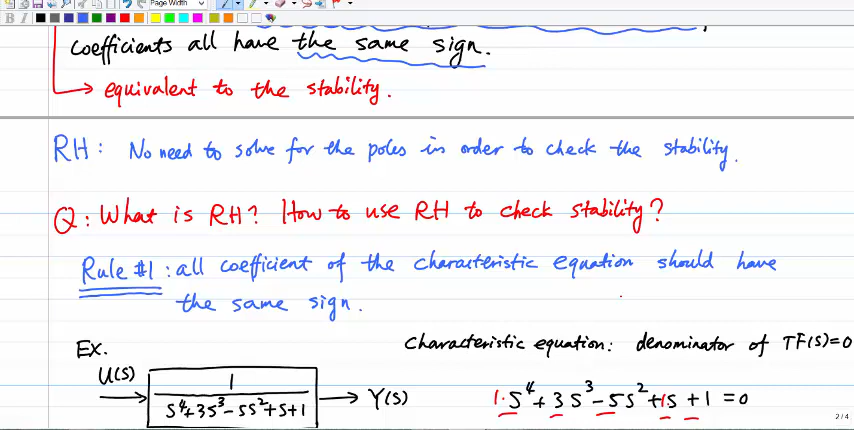 Page Width
B I
coefficients all have the same sign.
→ equivalent to the stability.
RH: No need to solve for the poles in order to check the stability.
Q: What is RH? How to use RH to check stability?
Rule #1: all coefficient of the characteristic equation should have
the same sign.
Ex.
Characteristic equation: denominator of TF(s)=0
U(s)
1
S⁴+3S³-5S²+S+1
Y(S)
1·S⁴+3S³-5S²+1S+1=0
2/4